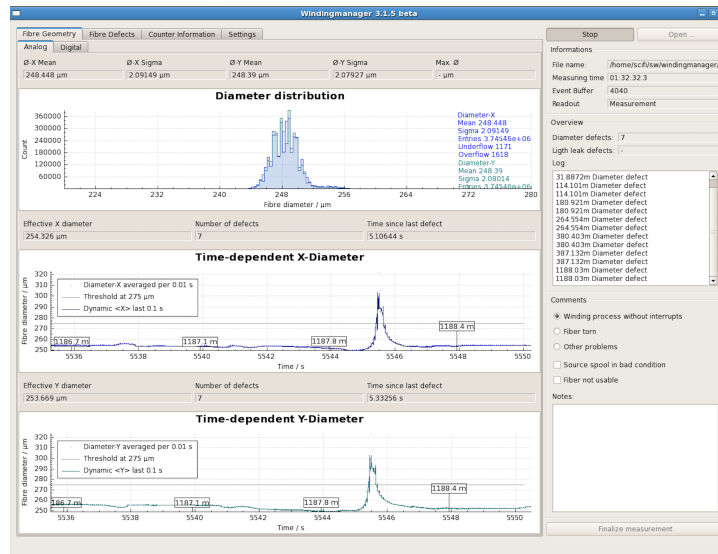 Windingmanager 3.1.5 beta
Fibre Geometry Fibre Defects Counter Information Settings
Analog Digital
Ø-X Mean Ø-X Sigma Ø-Y Mean Ø-Y Sigma Max. Ø
248.448 µm 2.09149 µm 248.39 µm 2.07927 µm - µm
Diameter distribution
Count
360000
300000
240000
180000
120000
60000
Diameter-X
Mean 248.448
Sigma 2.09149
Entries 3.74546e+06
Underflow 1171
Overflow 1618
Diameter-Y
Mean 248.39
Sigma 2.08014
Entries 3.74546e+06
224 232 240 248 256 264 272 280
Fibre diameter / µm
Effective X diameter Number of defects Time since last defect
254.326 µm 7 5.10644 s
Time-dependent X-Diameter
Fibre diameter / µm
320
310
300
290
280
270
260
250
Diameter-X averaged per 0.01 s
Threshold at 275 µm
Dynamic <X> last 0.1 s
1186.7 m 1187.1 m 1187.8 m 1188.4 m
5536 5538 5540 5542 5544 5546 5548 5550
Time / s
Effective Y diameter Number of defects Time since last defect
253.669 µm 7 5.33256 s
Time-dependent Y-Diameter
Fibre diameter / µm
320
310
300
290
280
270
260
250
Diameter-Y averaged per 0.01 s
Threshold at 275 µm
Dynamic <Y> last 0.1 s
186.7 m 1187.1 m 1187.8 m 1188.4 m
5536 5538 5540 5542 5544 5546 5548 5550
Time / s
Stop Open ..
Informations
File name: /home/scifi/sw/windingmanager/
Measuring time 01:32:32.3
Event Buffer 4040
Readout Measurement
Overview
Diameter defects: 7
Ligth leak defects: -
Log:
31.8872m Diameter defect
114.101m Diameter defect
114.101m Diameter defect
180.921m Diameter defect
180.921m Diameter defect
264.554m Diameter defect
264.554m Diameter defect
380.403m Diameter defect
380.403m Diameter defect
387.132m Diameter defect
387.132m Diameter defect
1188.03m Diameter defect
1188.03m Diameter defect
Comments
Winding process without interrupts
Fiber torn
Other problems
Source spool in bad condition
Fiber not usable
Notes:
Finalize measurement